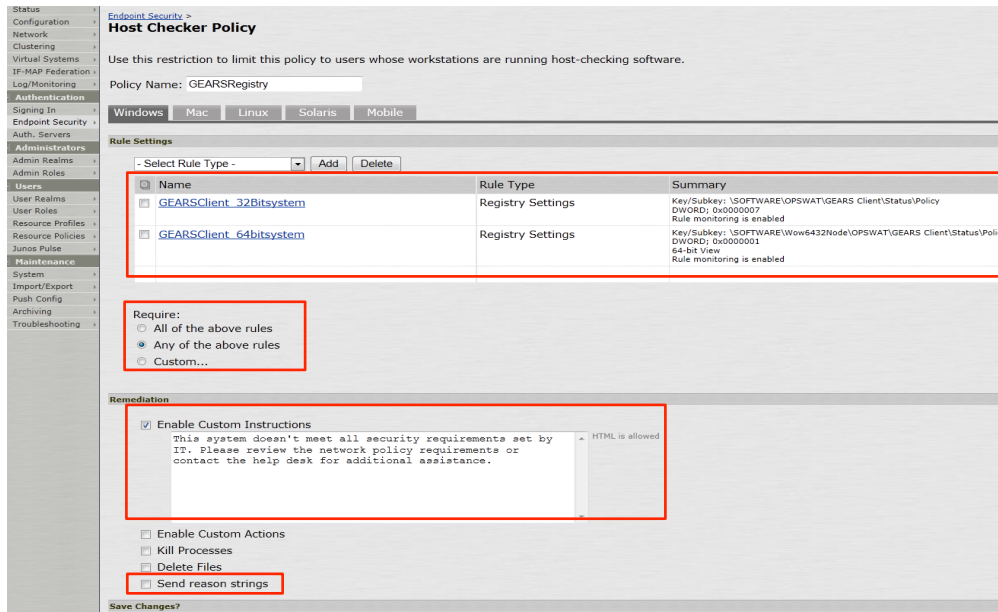 Status
Configuration
Network
Clustering
Virtual Systems
IF-MAP Federation
Log/Monitoring
Authentication
Signing In
Endpoint Security
Auth. Servers
Administrators
Admin Realms
Admin Roles
Users
User Realms
User Roles
Resource Profiles
Resource Policies
Junos Pulse
Maintenance
System
Import/Export
Push Config
Archiving
Troubleshooting
Endpoint Security >
Host Checker Policy
Use this restriction to limit this policy to users whose workstations are running host-checking software.
Policy Name: GEARSRegistry
Windows Mac Linux Solaris Mobile
Rule Settings
- Select Rule Type - Add Delete
Name Rule Type Summary
GEARSClient_32Bitsystem Registry Settings Key/Subkey: \SOFTWARE\OPSWAT\GEARS Client\Status\Policy
DWORD; 0x0000007
Rule monitoring is enabled
GEARSClient_64bitsystem Registry Settings Key/Subkey: \SOFTWARE\Wow6432Node\OPSWAT\GEARS Client\Status\Poli
DWORD; 0x0000001
64-bit View
Rule monitoring is enabled
Require:
All of the above rules
Any of the above rules
Custom...
Remediation
Enable Custom Instructions
This system doesn't meet all security requirements set by
IT. Please review the network policy requirements or
contact the help desk for additional assistance.
HTML is allowed
Enable Custom Actions
Kill Processes
Delete Files
Send reason strings
Save Changes?